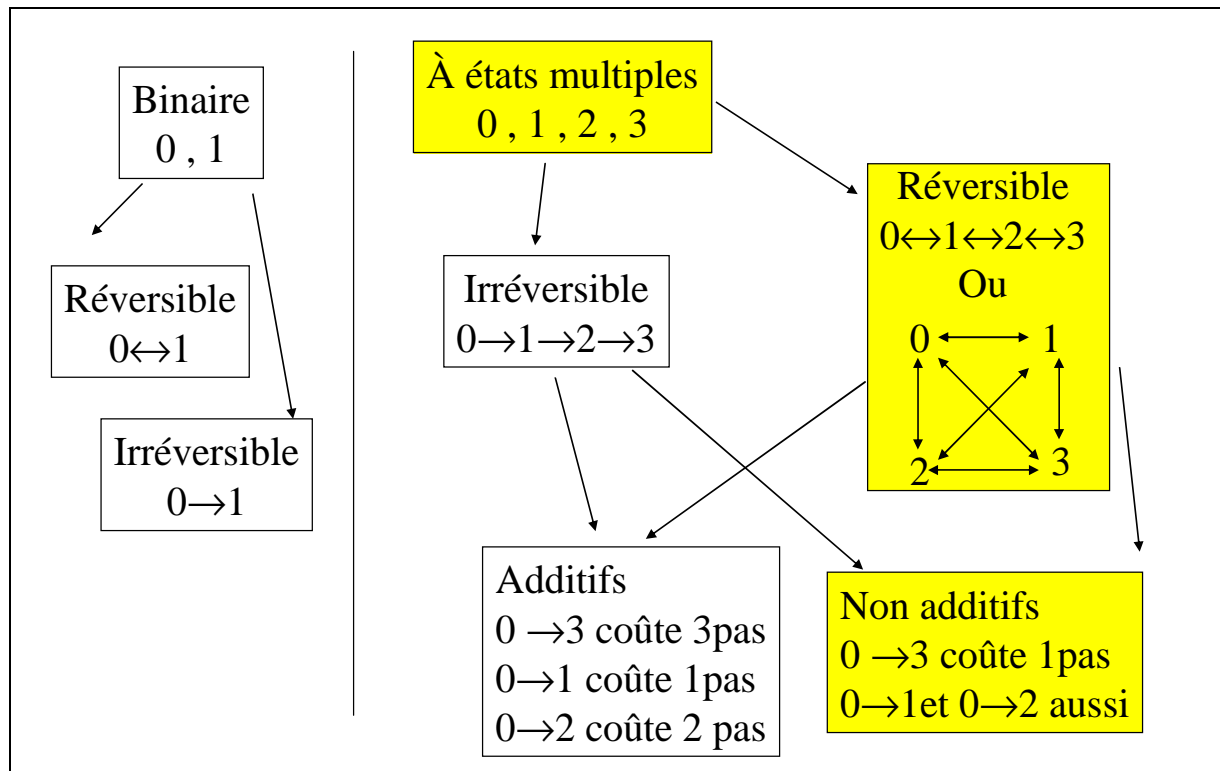 Binaire
0 , 1
Réversible
0↔1
Irréversible
0→1
À états multiples
0 , 1 , 2 , 3
Irréversible
0→1→2→3
Réversible
0↔1↔2↔3
Ou
0 1
2 3
Additifs
0 →3 coûte 3pas
0→1 coûte 1pas
0→2 coûte 2 pas
Non additifs
0 →3 coûte 1pas
0→1et 0→2 aussi